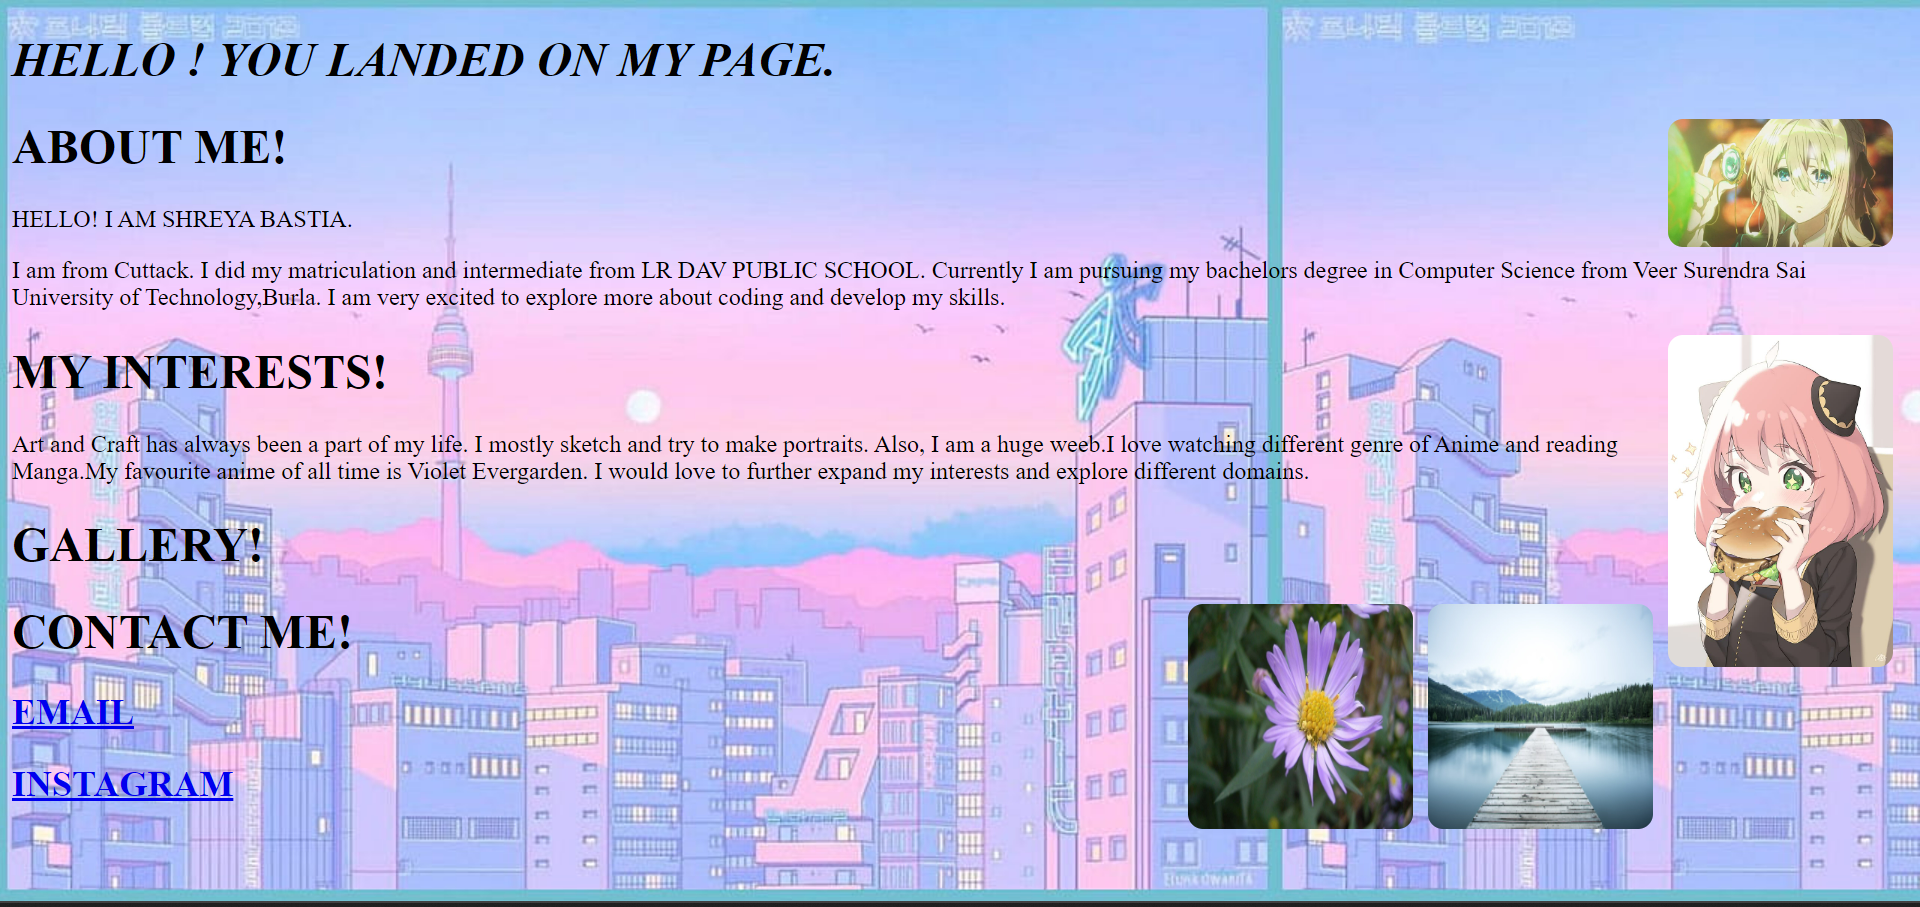 HELLO ! YOU LANDED ON MY PAGE.
ABOUT ME!
HELLO! I AM SHREYA BASTIA.
I am from Cuttack. I did my matriculation and intermediate from LR DAV PUBLIC SCHOOL. Currently I am pursuing my bachelors degree in Computer Science from Veer Surendra Sai
University of Technology,Burla. I am very excited to explore more about coding and develop my skills.
MY INTERESTS!
Art and Craft has always been a part of my life. I mostly sketch and try to make portraits. Also, I am a huge weeb.I love watching different genre of Anime and reading
Manga.My favourite anime of all time is Violet Evergarden. I would love to further expand my interests and explore different domains.
GALLERY!
CONTACT ME!
EMAIL
INSTAGRAM